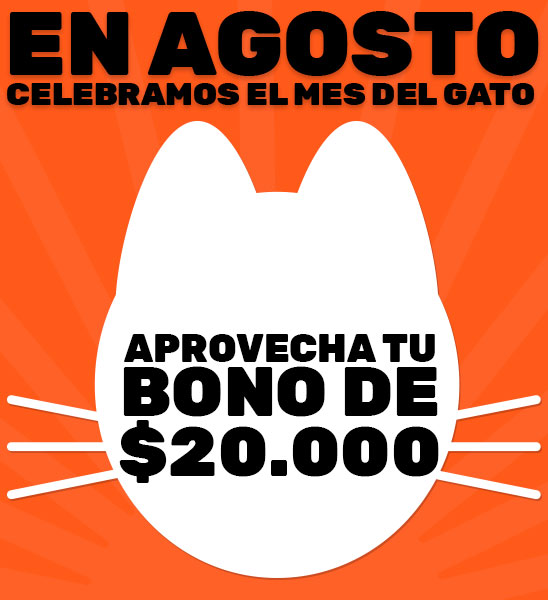 EN AGOSTO
CELEBRAMOS EL MES DEL GATO
APROVECHA TU
BONO DE
$20.000